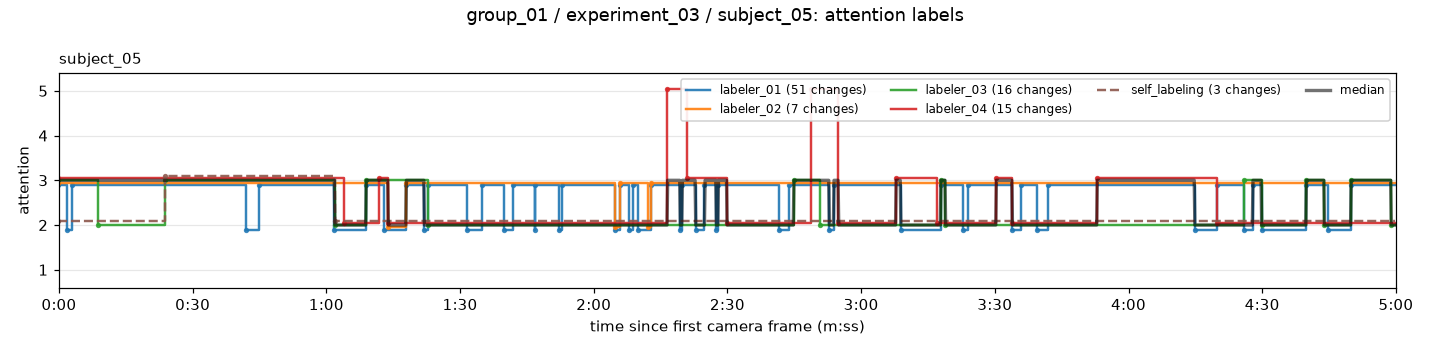 group_01 / experiment_03 / subject_05: attention labels
subject_05
labeler_01 (51 changes)
labeler_02 (7 changes)
labeler_03 (16 changes)
labeler_04 (15 changes)
self_labeling (3 changes)
median
attention
5
4
3
2
1
0:00 0:30 1:00 1:30 2:00 2:30 3:00 3:30 4:00 4:30 5:00
time since first camera frame (m:ss)